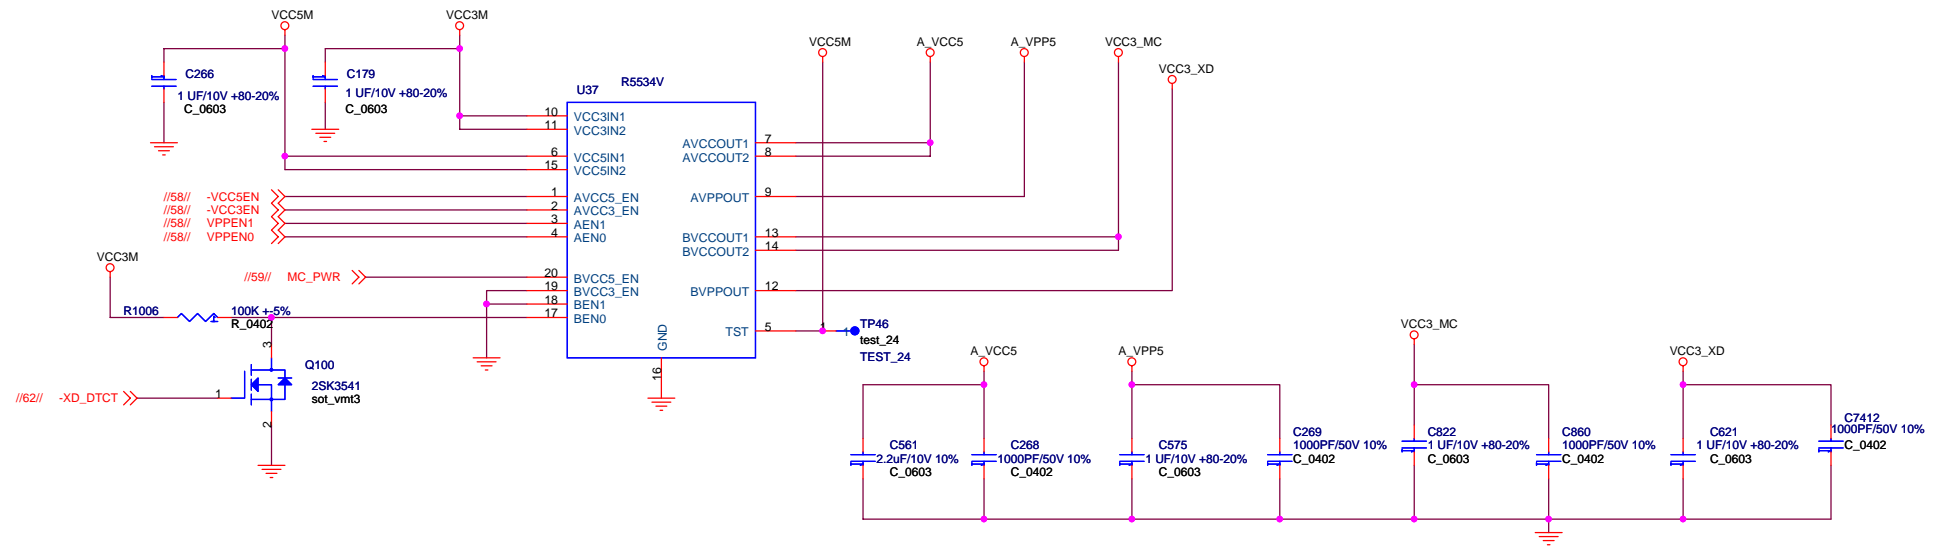 VCC5M
VCC3M
C266
1 UF/10V +80-20%
C_0603
C179
1 UF/10V +80-20%
C_0603
U37
R5534V
VCC5M
A_VCC5
A_VPP5
VCC3_MC
VCC3_XD
10 VCC3IN1
11 VCC3IN2
6 VCC5IN1
15 VCC5IN2
//58// -VCC5EN 1 AVCC5_EN
//58// -VCC3EN 2 AVCC3_EN
//58// VPPEN1 3 AEN1
//58// VPPEN0 4 AEN0
//59// MC_PWR 20 BVCC5_EN
19 BVCC3_EN
18 BEN1
17 BEN0
AVCCOUT1 7
AVCCOUT2 8
AVPPOUT 9
BVCCOUT1 13
BVCCOUT2 14
BVPPOUT 12
TST 5
GND
16
1
TP46
test_24
TEST_24
VCC3M
R1006
100K +-5%
R_0402
3
Q100
2SK3541
sot_vmt3
//62// -XD_DTCT 1
2
A_VCC5
A_VPP5
VCC3_MC
VCC3_XD
C561
2.2uF/10V 10%
C_0603
C268
1000PF/50V 10%
C_0402
C575
1 UF/10V +80-20%
C_0603
C269
1000PF/50V 10%
C_0402
C822
1 UF/10V +80-20%
C_0603
C860
1000PF/50V 10%
C_0402
C621
1 UF/10V +80-20%
C_0603
C7412
1000PF/50V 10%
C_0402